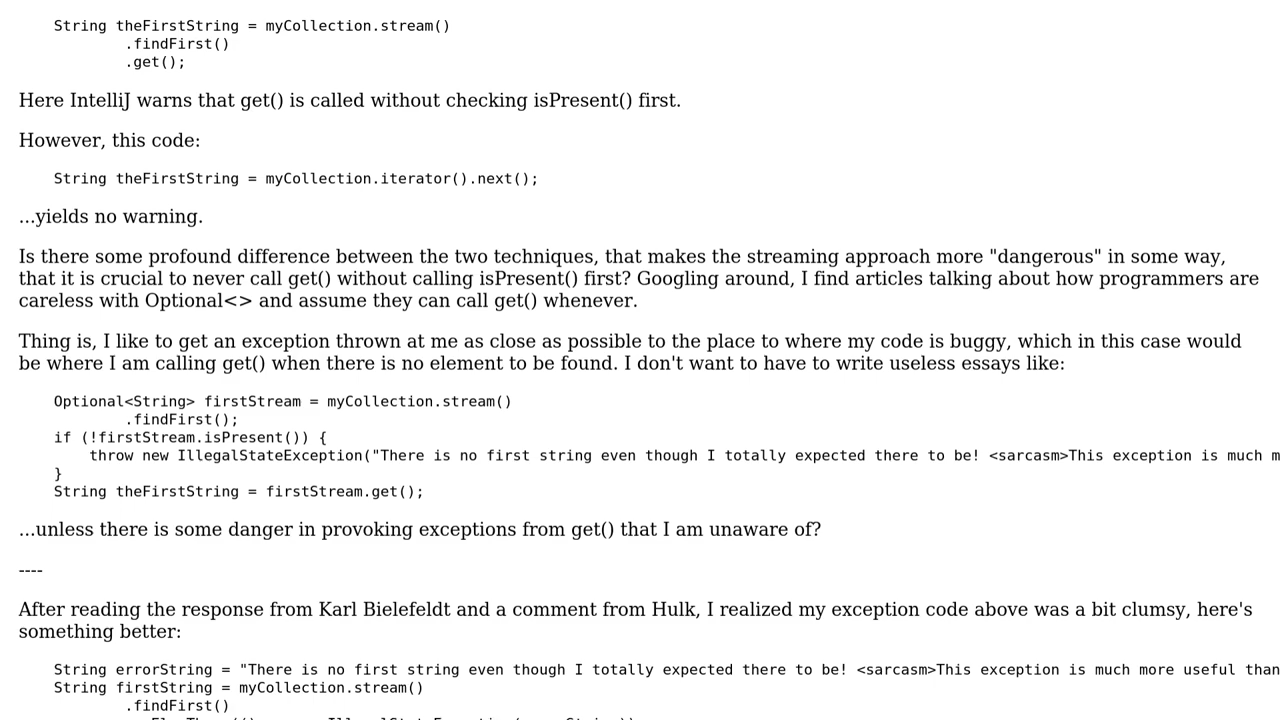 String theFirstString = myCollection.stream()
.findFirst()
.get();
Here IntelliJ warns that get() is called without checking isPresent() first.
However, this code:
String theFirstString = myCollection.iterator().next();
...yields no warning.
Is there some profound difference between the two techniques, that makes the streaming approach more "dangerous" in some way,
that it is crucial to never call get() without calling isPresent() first? Googling around, I find articles talking about how programmers are
careless with Optional<> and assume they can call get() whenever.
Thing is, I like to get an exception thrown at me as close as possible to the place to where my code is buggy, which in this case would
be where I am calling get() when there is no element to be found. I don't want to have to write useless essays like:
Optional<String> firstStream = myCollection.stream()
.findFirst();
if (!firstStream.isPresent()) {
throw new IllegalStateException("There is no first string even though I totally expected there to be! <sarcasm>This exception is much m
}
String theFirstString = firstStream.get();
...unless there is some danger in provoking exceptions from get() that I am unaware of?
----
After reading the response from Karl Bielefeldt and a comment from Hulk, I realized my exception code above was a bit clumsy, here's
something better:
String errorString = "There is no first string even though I totally expected there to be! <sarcasm>This exception is much more useful than
String firstString = myCollection.stream()
.findFirst()